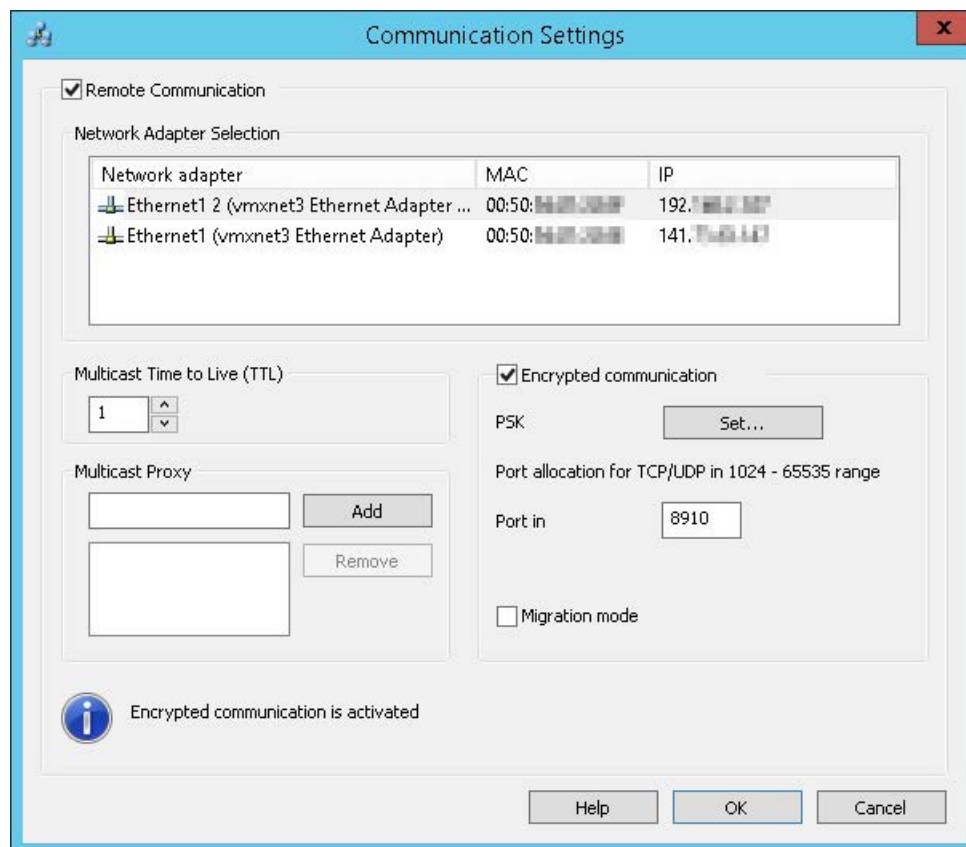 Communication Settings
x
Remote Communication
Network Adapter Selection
Network adapter MAC IP
Ethernet1 2 (vmxnet3 Ethernet Adapter ... 00:50: 192.
Ethernet1 (vmxnet3 Ethernet Adapter) 00:50: 141.
Multicast Time to Live (TTL)
1
Encrypted communication
PSK Set...
Multicast Proxy
Add
Remove
Port allocation for TCP/UDP in 1024 - 65535 range
Port in 8910
Migration mode
i
Encrypted communication is activated
Help OK Cancel